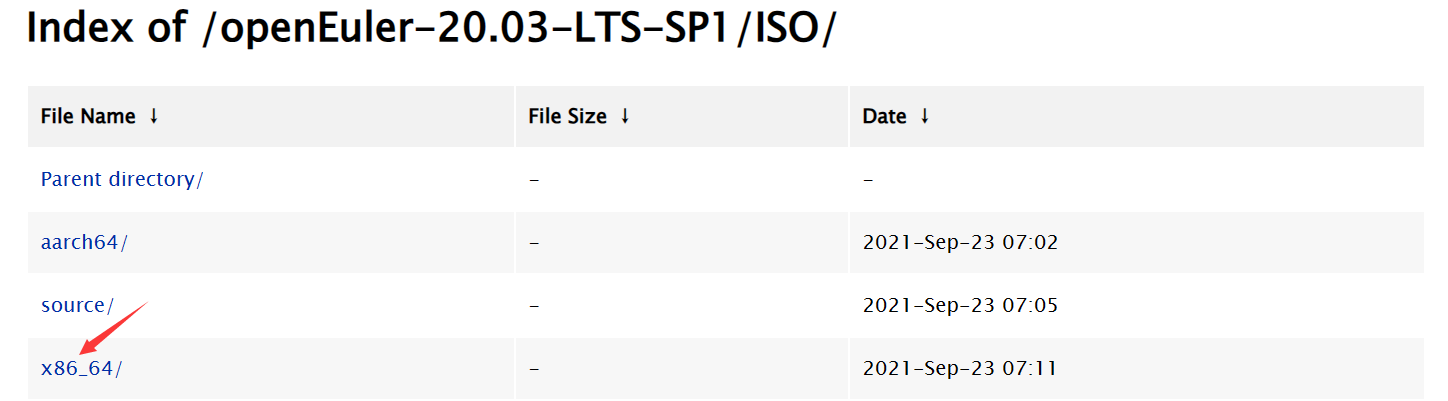 Index of /openEuler-20.03-LTS-SP1/ISO/
File Name ↓ File Size ↓ Date ↓
Parent directory/ - -
aarch64/ - 2021-Sep-23 07:02
source/ - 2021-Sep-23 07:05
x86_64/ - 2021-Sep-23 07:11